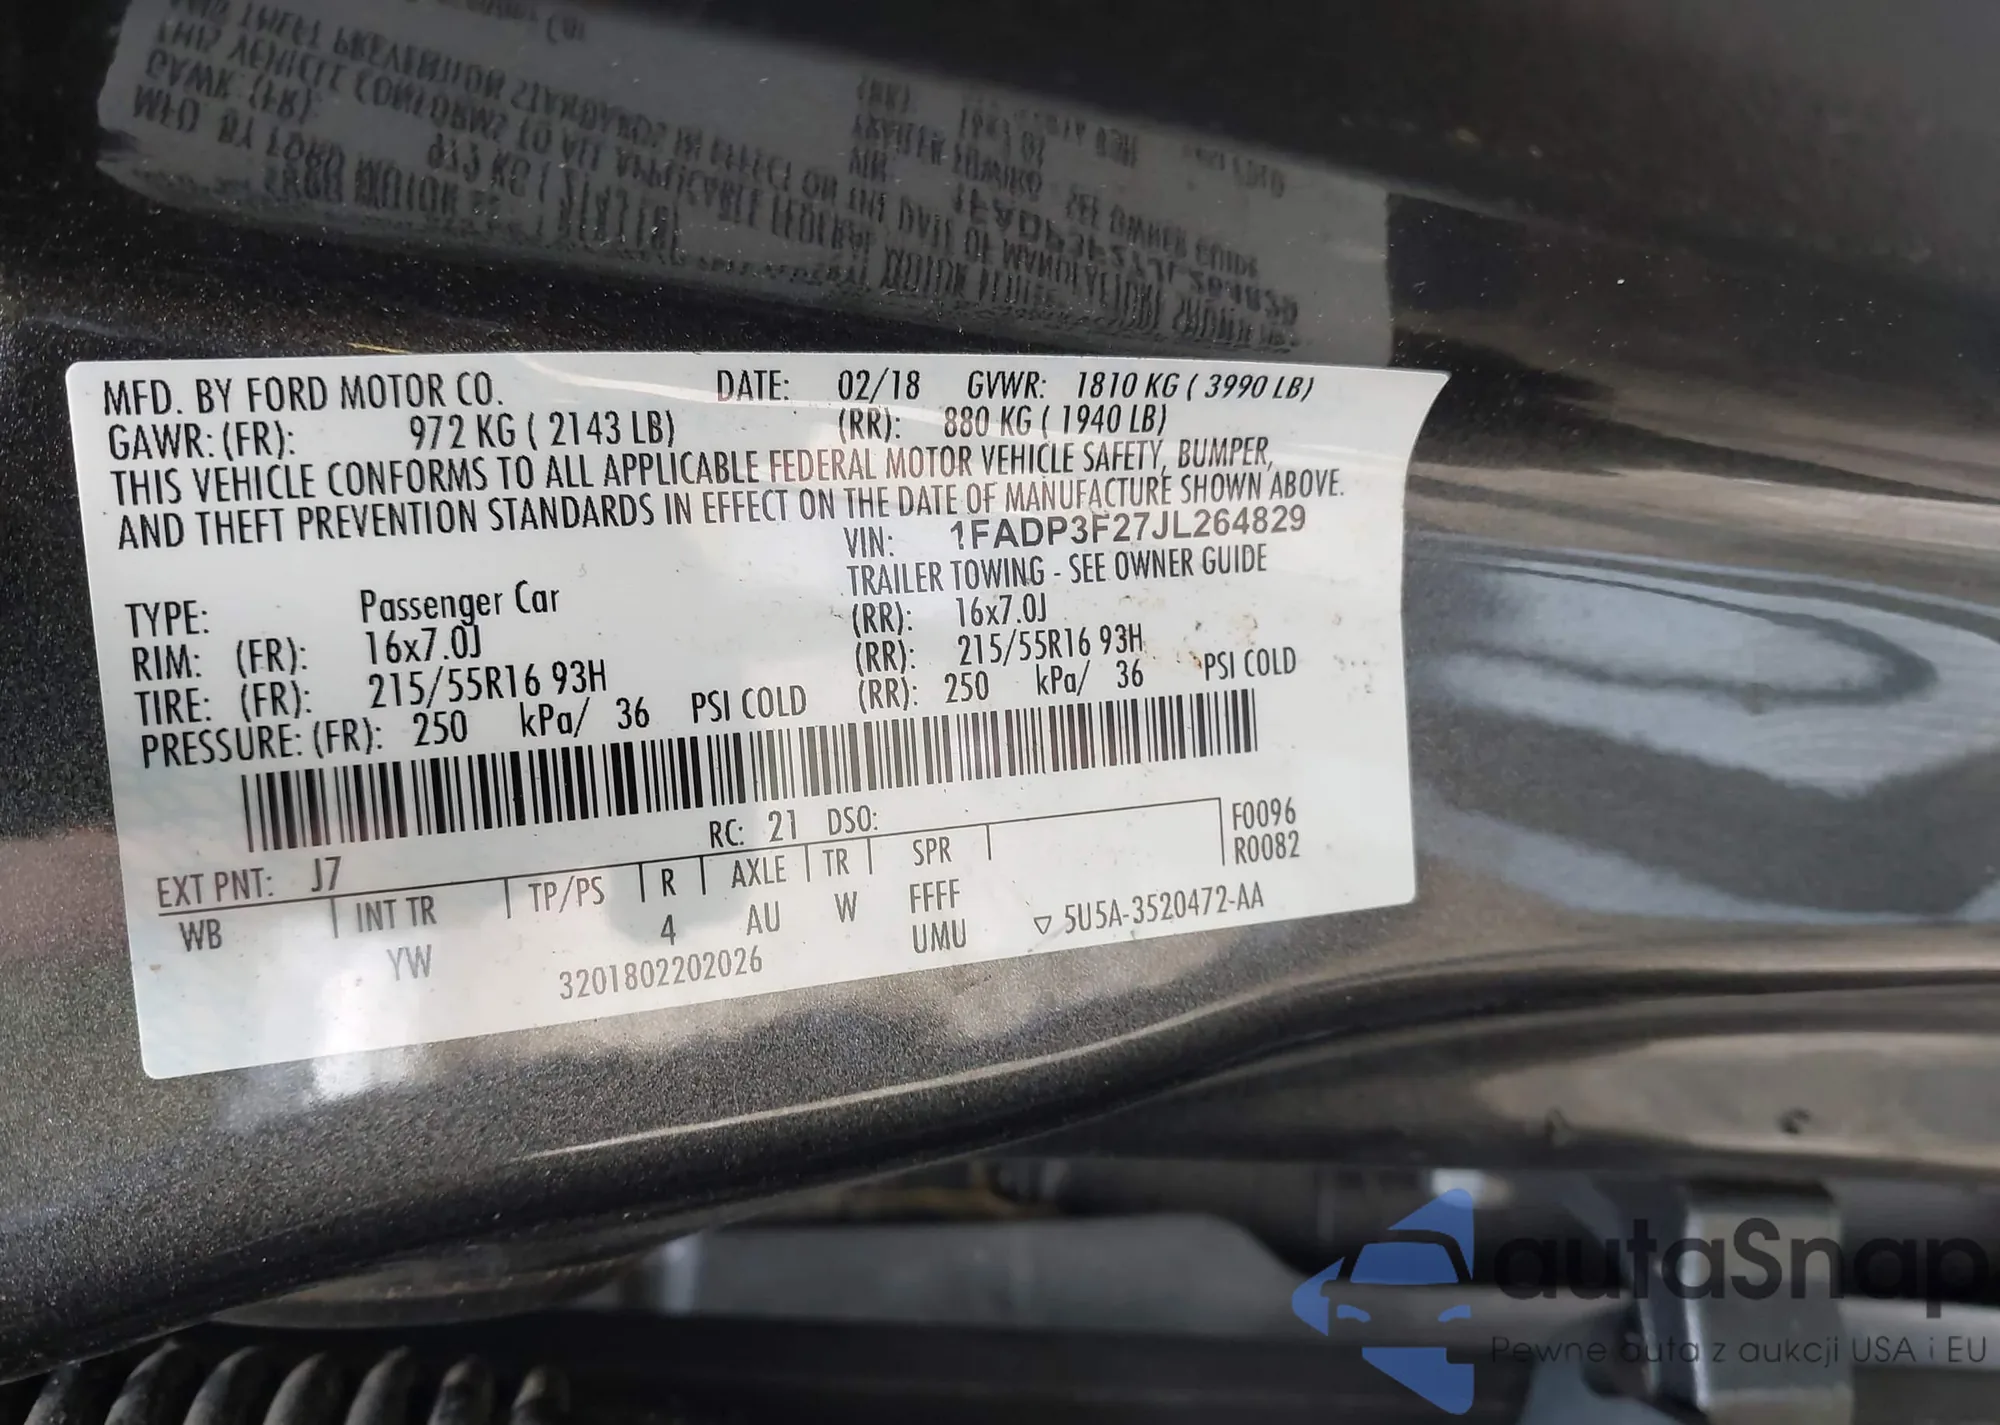 MFD. BY FORD MOTOR CO. DATE: 02/18 GVWR: 1810 KG ( 3990 LB)
GAWR: (FR): 972 KG ( 2143 LB) (RR): 880 KG ( 1940 LB)
THIS VEHICLE CONFORMS TO ALL APPLICABLE FEDERAL MOTOR VEHICLE SAFETY, BUMPER,
AND THEFT PREVENTION STANDARDS IN EFFECT ON THE DATE OF MANUFACTURE SHOWN ABOVE.
VIN: 1FADP3F27JL264829
TYPE: Passenger Car TRAILER TOWING - SEE OWNER GUIDE
RIM: (FR): 16x7.0J (RR): 16x7.0J
TIRE: (FR): 215/55R16 93H (RR): 215/55R16 93H
PRESSURE: (FR): 250 kPa/ 36 PSI COLD (RR): 250 kPa/ 36 PSI COLD
RC: 21 DSO: F0096
EXT PNT: J7 R0082
WB INT TR TP/PS R AXLE TR SPR
YW 4 AU W FFFF
UMU
3201802202026 ▽ 5U5A-3520472-AA
autaSnap
Pewne auta z aukcji USA i EU